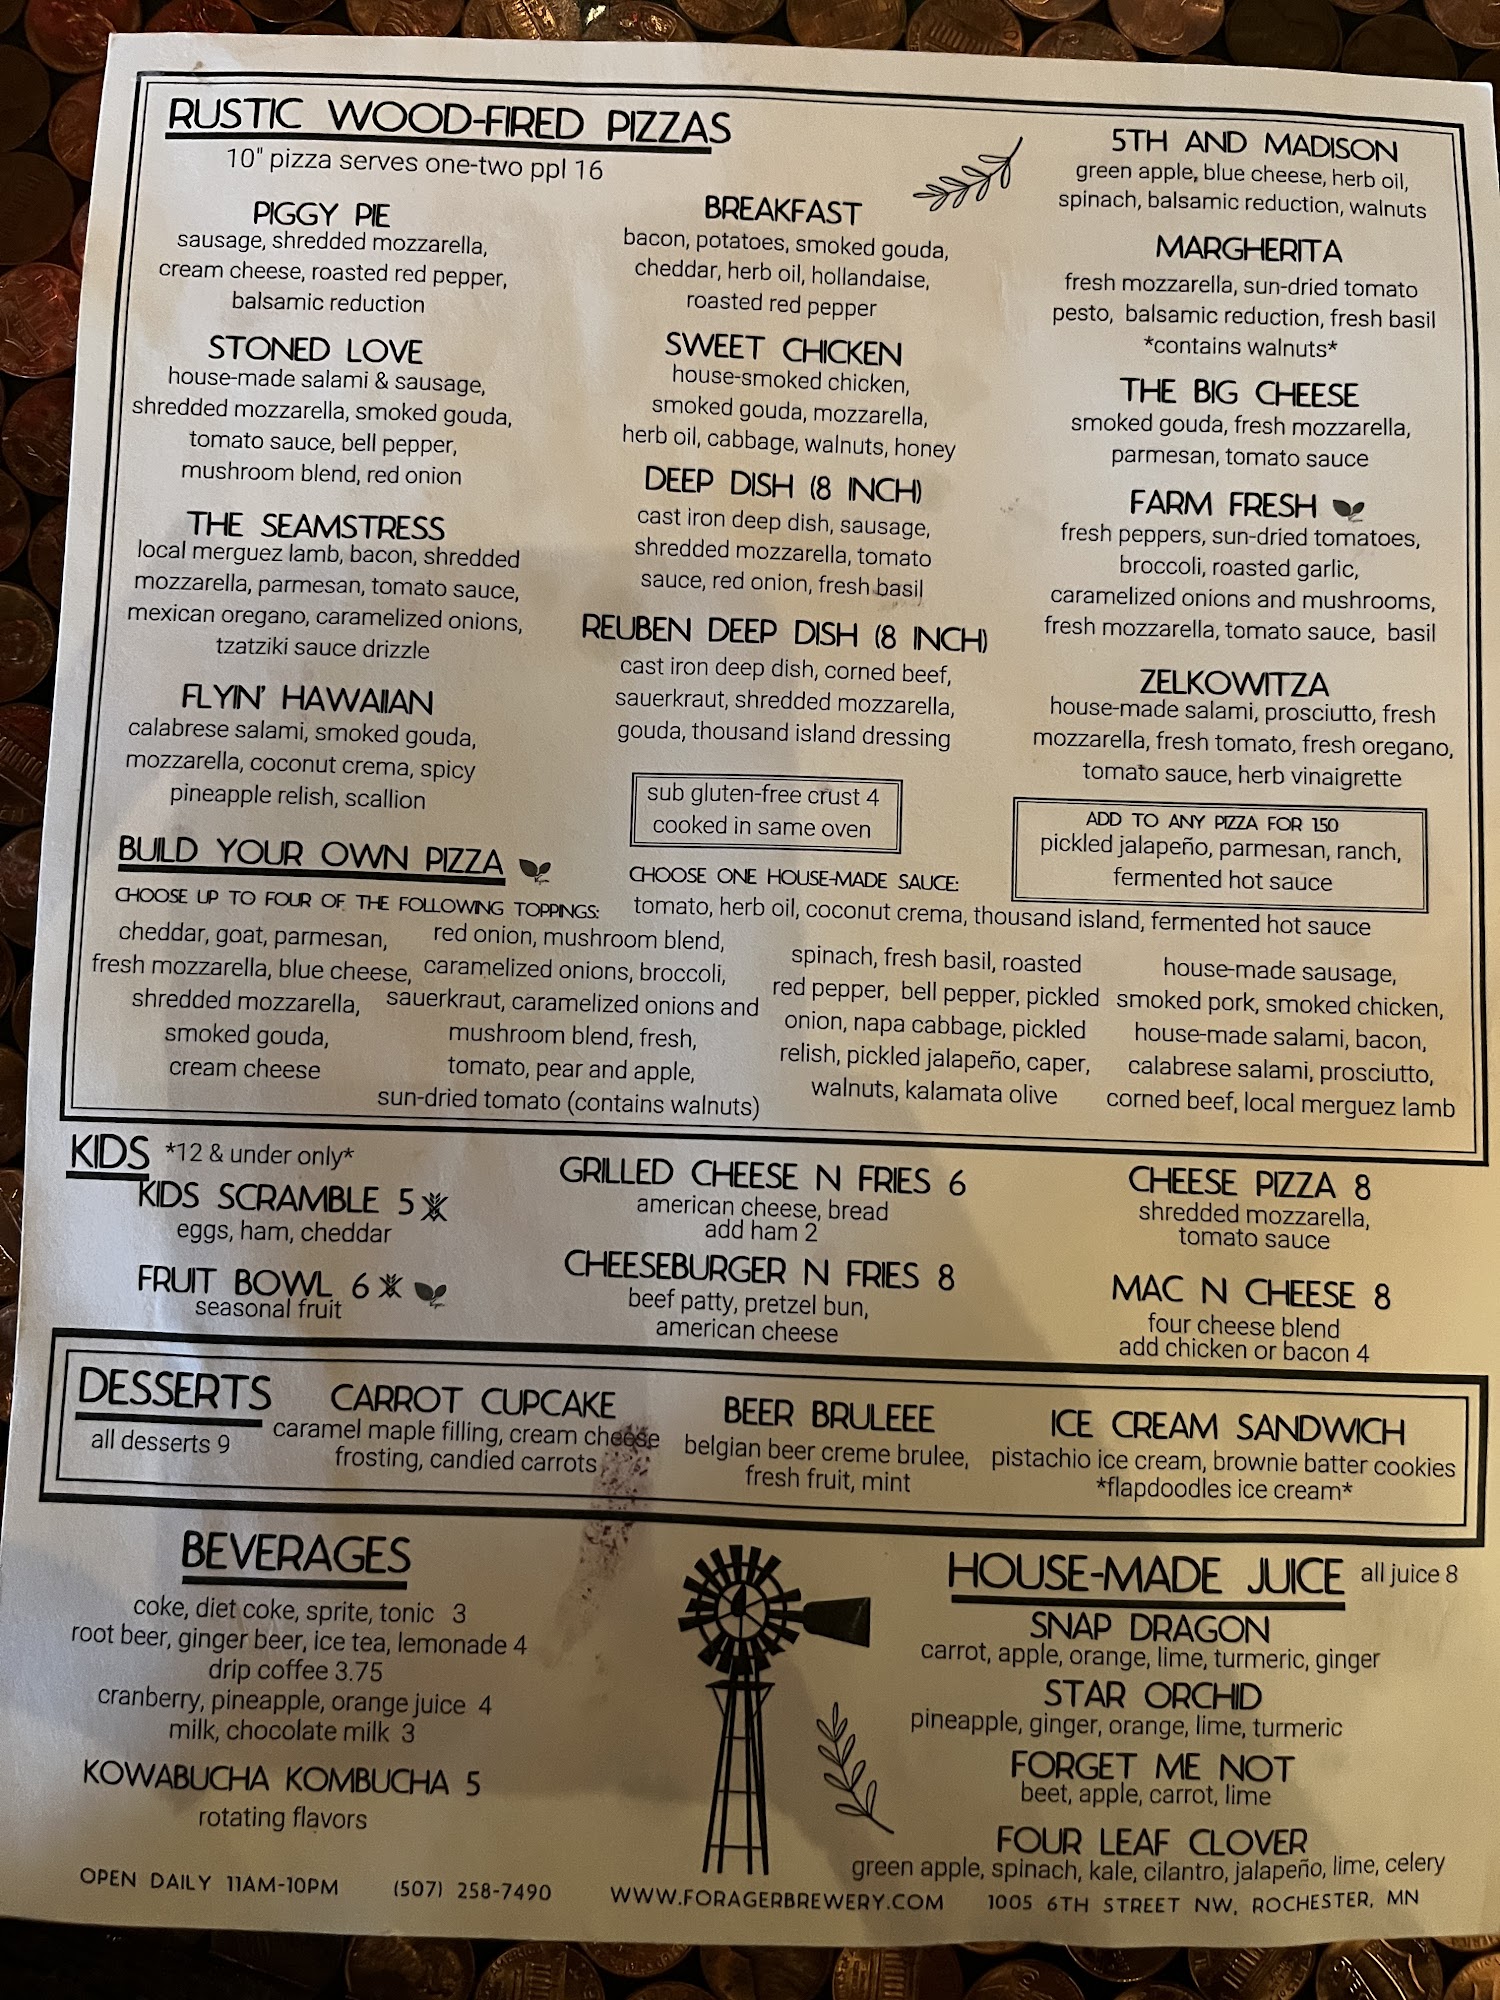 RUSTIC WOOD-FIRED PIZZAS
10" pizza serves one-two ppl 16
PIGGY PIE
sausage, shredded mozzarella,
cream cheese, roasted red pepper,
balsamic reduction
STONED LOVE
house-made salami & sausage,
shredded mozzarella, smoked gouda,
tomato sauce, bell pepper,
mushroom blend, red onion
THE SEAMSTRESS
local merguez lamb, bacon, shredded
mozzarella, parmesan, tomato sauce,
mexican oregano, caramelized onions,
tzatziki sauce drizzle
FLYIN' HAWAIIAN
calabrese salami, smoked gouda,
mozzarella, coconut crema, spicy
pineapple relish, scallion
BREAKFAST
bacon, potatoes, smoked gouda,
cheddar, herb oil, hollandaise,
roasted red pepper
SWEET CHICKEN
house-smoked chicken,
smoked gouda, mozzarella,
herb oil, cabbage, walnuts, honey
DEEP DISH (8 INCH)
cast iron deep dish, sausage,
shredded mozzarella, tomato
sauce, red onion, fresh basil
REUBEN DEEP DISH (8 INCH)
cast iron deep dish, corned beef,
sauerkraut, shredded mozzarella,
gouda, thousand island dressing
sub gluten-free crust 4
cooked in same oven
5TH AND MADISON
green apple, blue cheese, herb oil,
spinach, balsamic reduction, walnuts
MARGHERITA
fresh mozzarella, sun-dried tomato
pesto, balsamic reduction, fresh basil
*contains walnuts*
THE BIG CHEESE
smoked gouda, fresh mozzarella,
parmesan, tomato sauce
FARM FRESH
fresh peppers, sun-dried tomatoes,
broccoli, roasted garlic,
caramelized onions and mushrooms,
fresh mozzarella, tomato sauce, basil
ZELKOWITZA
house-made salami, prosciutto, fresh
mozzarella, fresh tomato, fresh oregano,
tomato sauce, herb vinaigrette
ADD TO ANY PIZZA FOR 1.50
pickled jalapeño, parmesan, ranch,
fermented hot sauce
BUILD YOUR OWN PIZZA
CHOOSE UP TO FOUR OF THE FOLLOWING TOPPINGS:
CHOOSE ONE HOUSE-MADE SAUCE:
tomato, herb oil, coconut crema, thousand island, fermented hot sauce
cheddar, goat, parmesan,
fresh mozzarella, blue cheese,
shredded mozzarella,
smoked gouda,
cream cheese
red onion, mushroom blend,
caramelized onions, broccoli,
sauerkraut, caramelized onions and
mushroom blend, fresh,
tomato, pear and apple,
sun-dried tomato (contains walnuts)
spinach, fresh basil, roasted
red pepper, bell pepper, pickled
onion, napa cabbage, pickled
relish, pickled jalapeño, caper,
walnuts, kalamata olive
house-made sausage,
smoked pork, smoked chicken,
house-made salami, bacon,
calabrese salami, prosciutto,
corned beef, local merguez lamb
KIDS *12 & under only*
KIDS SCRAMBLE 5
eggs, ham, cheddar
FRUIT BOWL 6
seasonal fruit
GRILLED CHEESE N FRIES 6
american cheese, bread
add ham 2
CHEESEBURGER N FRIES 8
beef patty, pretzel bun,
american cheese
CHEESE PIZZA 8
shredded mozzarella,
tomato sauce
MAC N CHEESE 8
four cheese blend
add chicken or bacon 4
DESSERTS
all desserts 9
CARROT CUPCAKE
caramel maple filling, cream cheese
frosting, candied carrots
BEER BRULEEE
belgian beer creme brulee,
fresh fruit, mint
ICE CREAM SANDWICH
pistachio ice cream, brownie batter cookies
*flapdoodles ice cream*
BEVERAGES
coke, diet coke, sprite, tonic 3
root beer, ginger beer, ice tea, lemonade 4
drip coffee 3.75
cranberry, pineapple, orange juice 4
milk, chocolate milk 3
KOWABUCHA KOMBUCHA 5
rotating flavors
HOUSE-MADE JUICE all juice 8
SNAP DRAGON
carrot, apple, orange, lime, turmeric, ginger
STAR ORCHID
pineapple, ginger, orange, lime, turmeric
FORGET ME NOT
beet, apple, carrot, lime
FOUR LEAF CLOVER
green apple, spinach, kale, cilantro, jalapeño, lime, celery
OPEN DAILY 11AM-10PM (507) 258-7490 WWW.FORAGERBREWERY.COM 1005 6TH STREET NW, ROCHESTER, MN